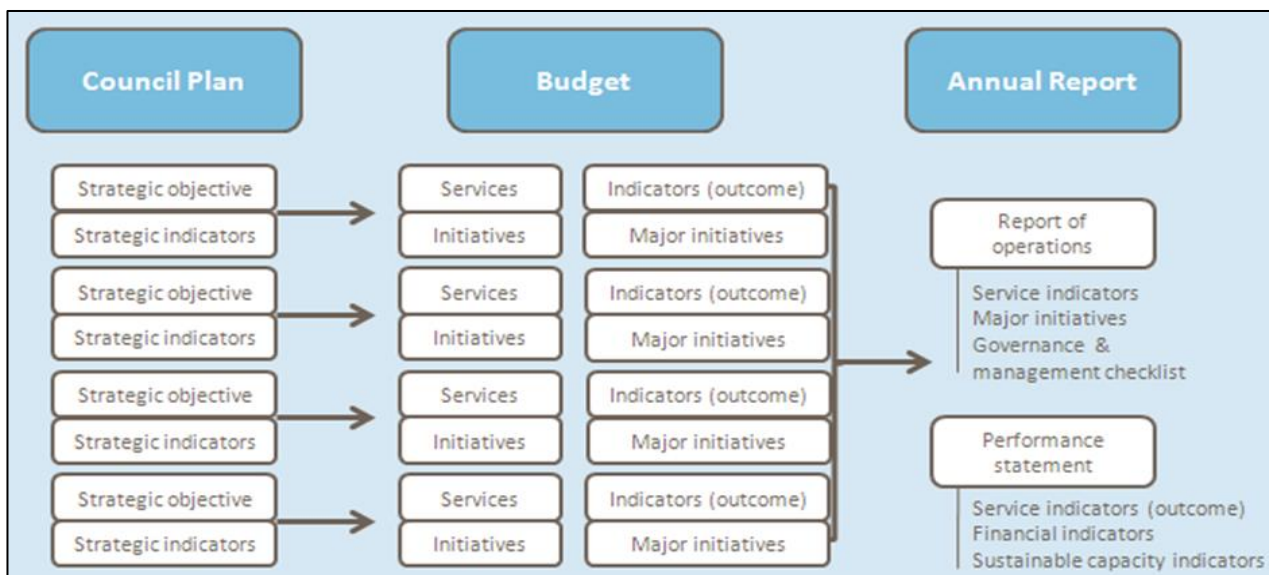 Council Plan
Budget
Annual Report
Strategic objective
Strategic indicators
Strategic objective
Strategic indicators
Strategic objective
Strategic indicators
Strategic objective
Strategic indicators
Services
Initiatives
Services
Initiatives
Services
Initiatives
Services
Initiatives
Indicators (outcome)
Major initiatives
Indicators (outcome)
Major initiatives
Indicators (outcome)
Major initiatives
Indicators (outcome)
Major initiatives
Report of
operations
Service indicators
Major initiatives
Governance &
management checklist
Performance
statement
Service indicators (outcome)
Financial indicators
Sustainable capacity indicators